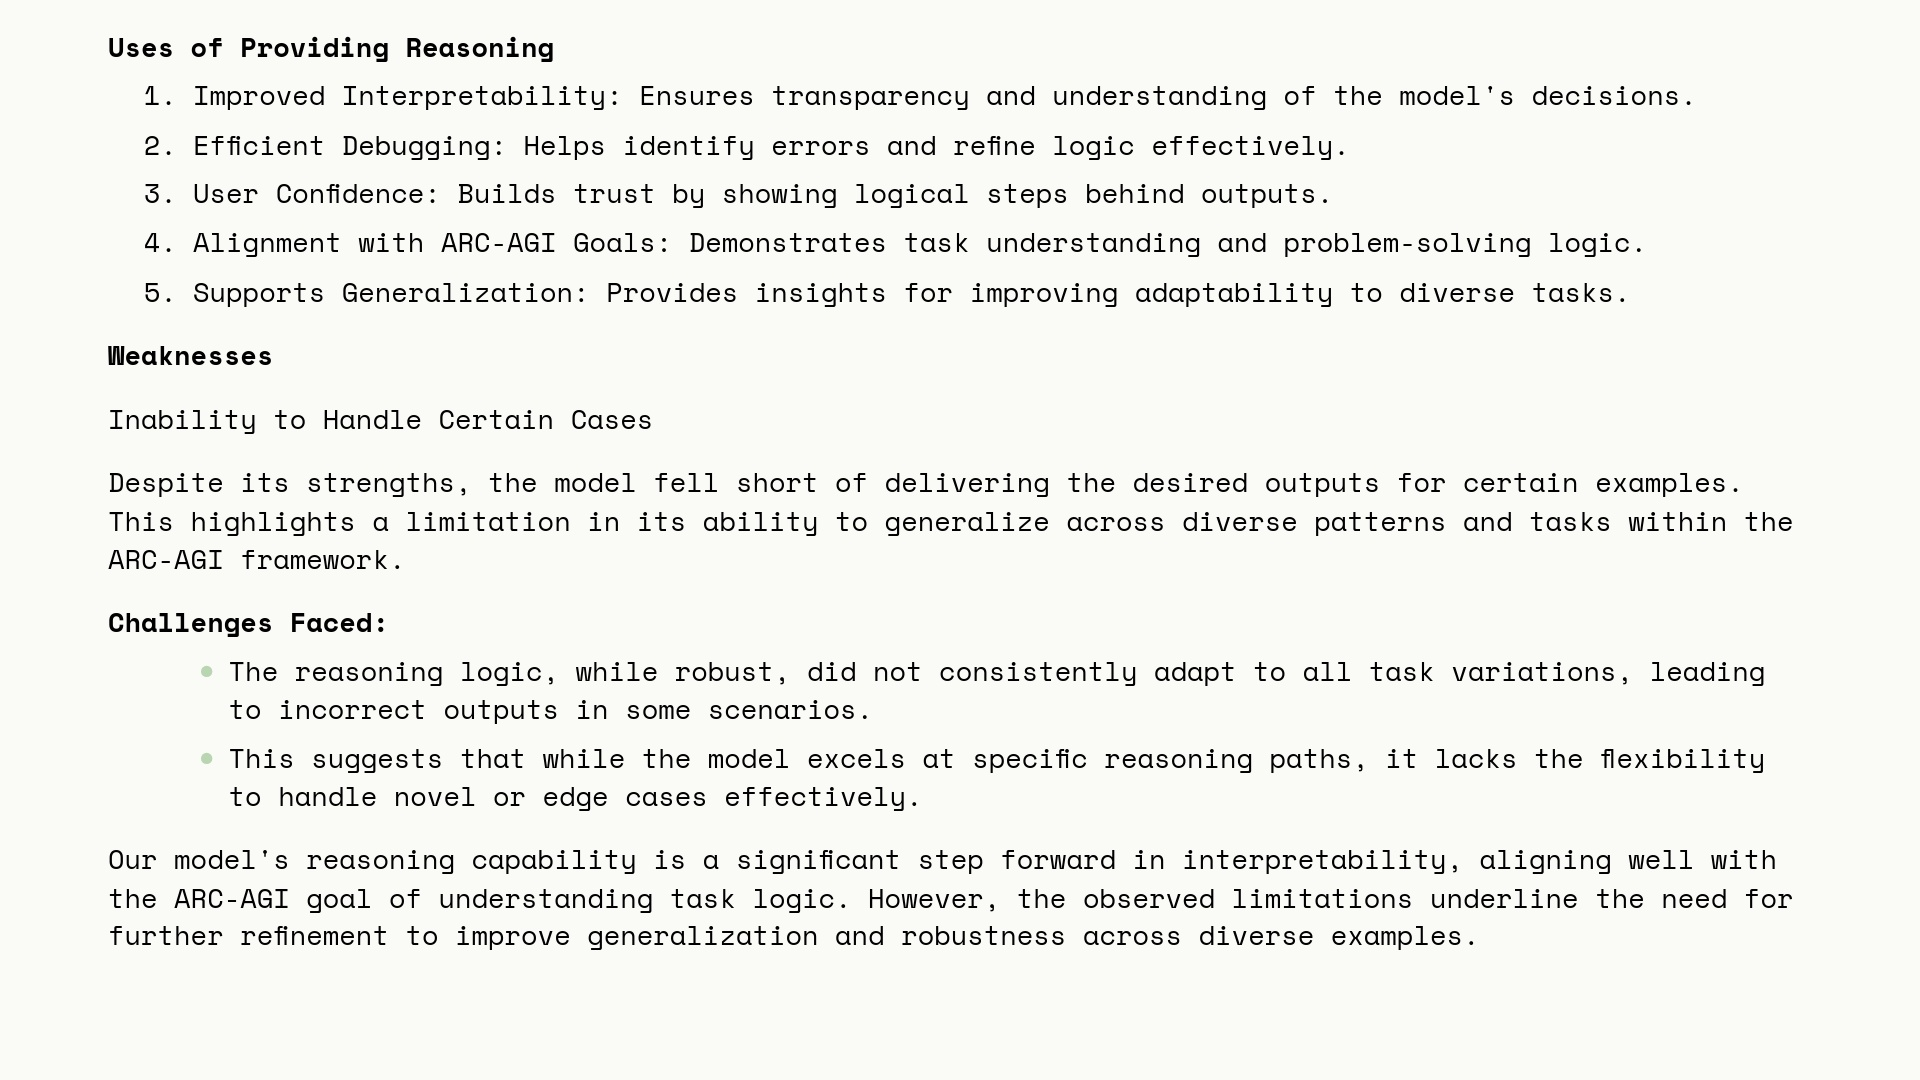 Uses of Providing Reasoning
1. Improved Interpretability: Ensures transparency and understanding of the model's decisions.
2. Efficient Debugging: Helps identify errors and refine logic effectively.
3. User Confidence: Builds trust by showing logical steps behind outputs.
4. Alignment with ARC-AGI Goals: Demonstrates task understanding and problem-solving logic.
5. Supports Generalization: Provides insights for improving adaptability to diverse tasks.
Weaknesses
Inability to Handle Certain Cases
Despite its strengths, the model fell short of delivering the desired outputs for certain examples.
This highlights a limitation in its ability to generalize across diverse patterns and tasks within the
ARC-AGI framework.
Challenges Faced:
• The reasoning logic, while robust, did not consistently adapt to all task variations, leading
to incorrect outputs in some scenarios.
• This suggests that while the model excels at specific reasoning paths, it lacks the flexibility
to handle novel or edge cases effectively.
Our model's reasoning capability is a significant step forward in interpretability, aligning well with
the ARC-AGI goal of understanding task logic. However, the observed limitations underline the need for
further refinement to improve generalization and robustness across diverse examples.